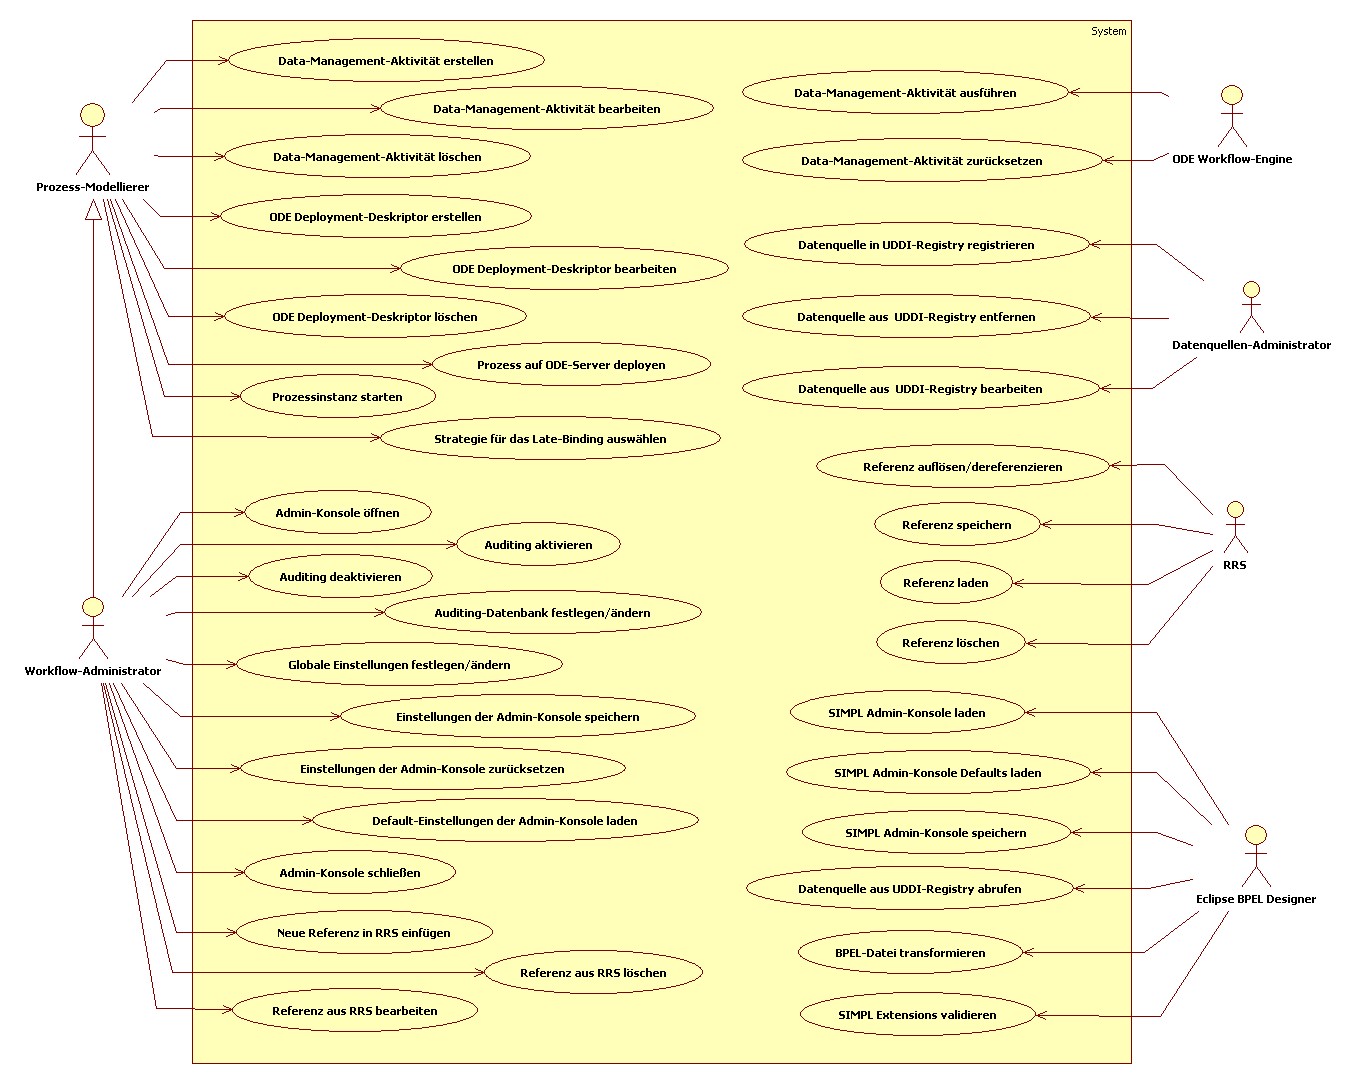 System
Data-Management-Aktivität erstellen
Data-Management-Aktivität bearbeiten
Data-Management-Aktivität löschen
Prozess-Modellierer
ODE Deployment-Deskriptor erstellen
ODE Deployment-Deskriptor bearbeiten
ODE Deployment-Deskriptor löschen
Prozess auf ODE-Server deployen
Prozessinstanz starten
Strategie für das Late-Binding auswählen
Admin-Konsole öffnen
Auditing aktivieren
Auditing deaktivieren
Auditing-Datenbank festlegen/ändern
Globale Einstellungen festlegen/ändern
Workflow-Administrator
Einstellungen der Admin-Konsole speichern
Einstellungen der Admin-Konsole zurücksetzen
Default-Einstellungen der Admin-Konsole laden
Admin-Konsole schließen
Neue Referenz in RRS einfügen
Referenz aus RRS löschen
Referenz aus RRS bearbeiten
Data-Management-Aktivität ausführen
Data-Management-Aktivität zurücksetzen
ODE Workflow-Engine
Datenquelle in UDDI-Registry registrieren
Datenquelle aus  UDDI-Registry entfernen
Datenquellen-Administrator
Datenquelle aus  UDDI-Registry bearbeiten
Referenz auflösen/dereferenzieren
Referenz speichern
RRS
Referenz laden
Referenz löschen
SIMPL Admin-Konsole laden
SIMPL Admin-Konsole Defaults laden
SIMPL Admin-Konsole speichern
Datenquelle aus UDDI-Registry abrufen
Eclipse BPEL Designer
BPEL-Datei transformieren
SIMPL Extensions validieren